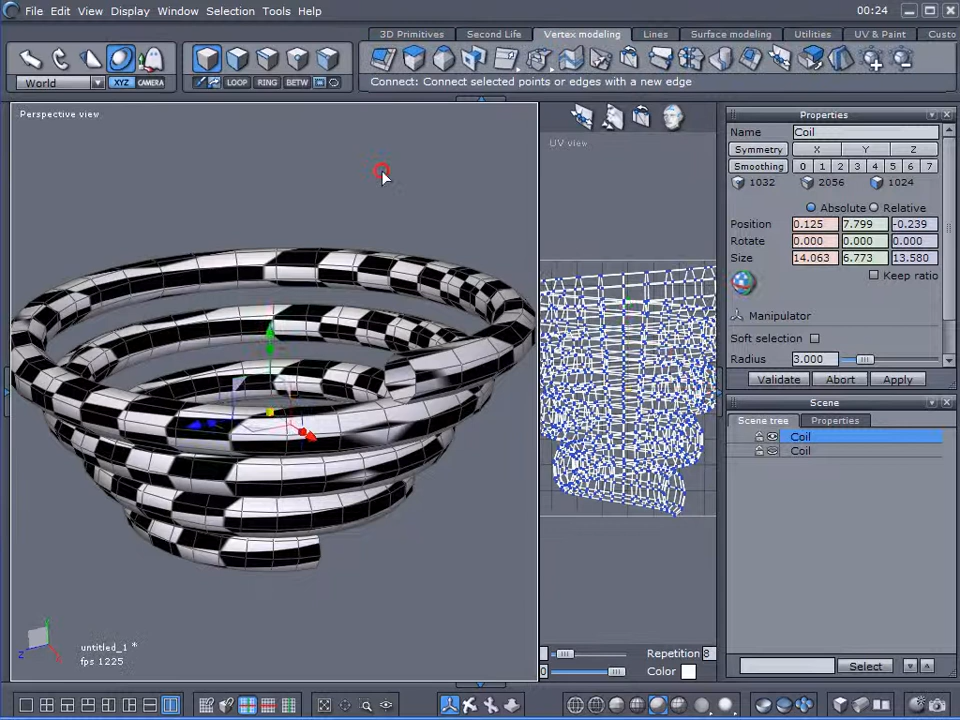 File Edit View Display Window Selection Tools Help 00:24
3D Primitives Second Life Vertex modeling Lines Surface modeling Utilities UV & Paint Custo
World XYZ CAMERA LOOP RING BETW Connect: Connect selected points or edges with a new edge
Perspective view
UV view
Properties
Name Coil
Symmetry X Y Z
Smoothing 0 1 2 3 4 5 6 7
1032 2056 1024
Absolute Relative
Position 0.125 7.799 -0.239
Rotate 0.000 0.000 0.000
Size 14.063 6.773 13.580
Keep ratio
Manipulator
Soft selection
Radius 3.000
Validate Abort Apply
Scene
Scene tree Properties
Coil
Coil
untitled_1 *
fps 1225
Repetition 8
0 Color
Select